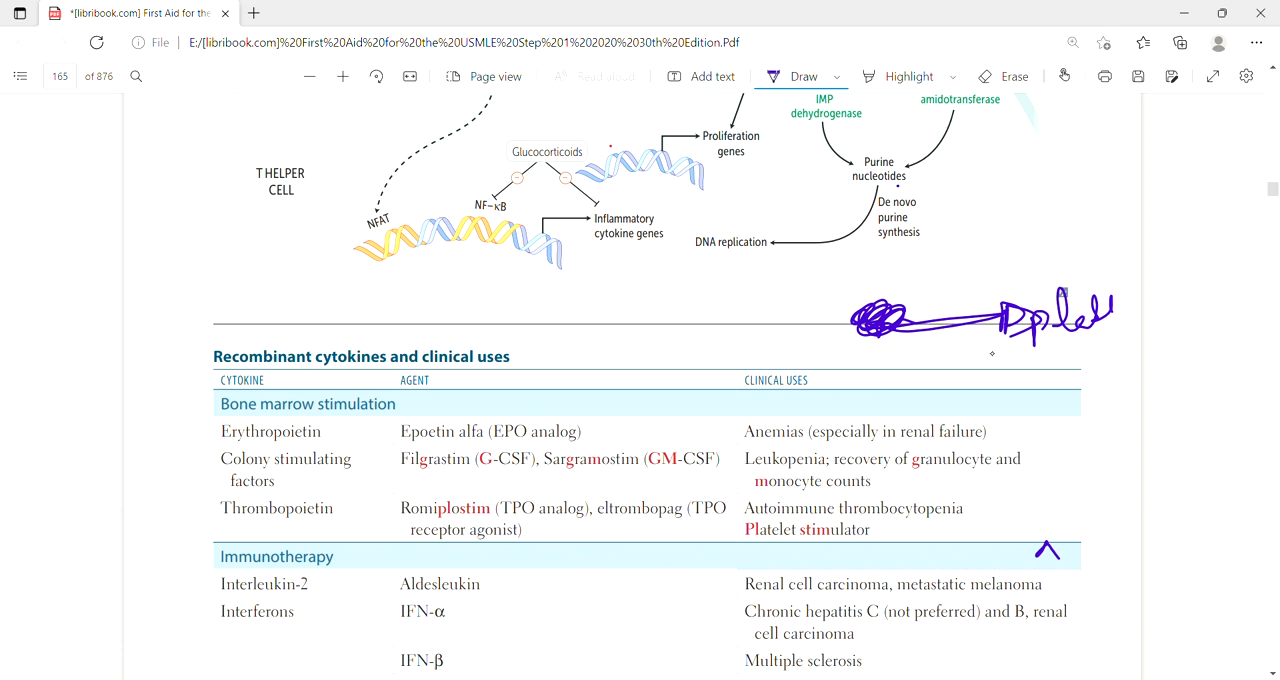 *[libribook.com] First Aid for the
File E:/[libribook.com]%20First%20Aid%20for%20the%20USMLE%20Step%201%202020%2030th%20Edition.Pdf
165 of 876 Page view Read aloud Add text Draw Highlight Erase
IMP dehydrogenase
amidotransferase
Proliferation genes
Glucocorticoids
Purine nucleotides
T HELPER CELL
NF-κB
NFAT
Inflammatory cytokine genes
De novo purine synthesis
DNA replication
Recombinant cytokines and clinical uses
CYTOKINE AGENT CLINICAL USES
Bone marrow stimulation
Erythropoietin Epoetin alfa (EPO analog) Anemias (especially in renal failure)
Colony stimulating Filgrastim (G-CSF), Sargramostim (GM-CSF) Leukopenia; recovery of granulocyte and
factors monocyte counts
Thrombopoietin Romiplostim (TPO analog), eltrombopag (TPO Autoimmune thrombocytopenia
receptor agonist) Platelet stimulator
Immunotherapy
Interleukin-2 Aldesleukin Renal cell carcinoma, metastatic melanoma
Interferons IFN-α Chronic hepatitis C (not preferred) and B, renal
cell carcinoma
IFN-β Multiple sclerosis